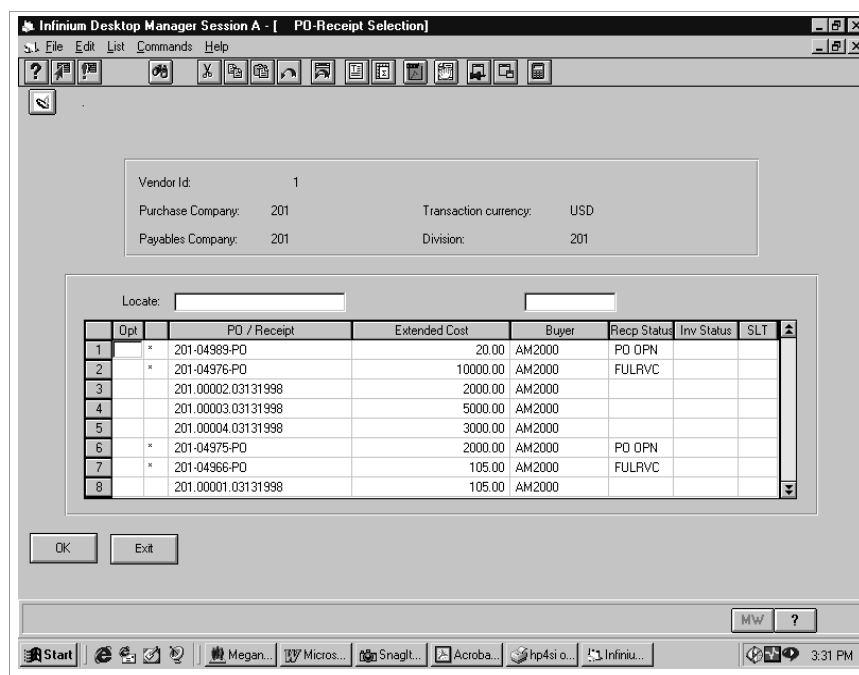 Infinium Desktop Manager Session A - [ PO-Receipt Selection]
File Edit List Commands Help
Vendor Id: 1
Purchase Company: 201 Transaction currency: USD
Payables Company: 201 Division: 201
Locate:
Opt PO / Receipt Extended Cost Buyer Recp Status Inv Status SLT
1 * 201-04989-PO 20.00 AM2000 PO OPN
2 * 201-04976-PO 10000.00 AM2000 FULRVC
3 201.00002.03131998 2000.00 AM2000
4 201.00003.03131998 5000.00 AM2000
5 201.00004.03131998 3000.00 AM2000
6 * 201-04975-PO 2000.00 AM2000 PO OPN
7 * 201-04966-PO 105.00 AM2000 FULRVC
8 201.00001.03131998 105.00 AM2000
OK Exit
MW ?
Start Megan... Micros... SnagIt... Acroba... hp4si o... Infiniu... 3:31 PM